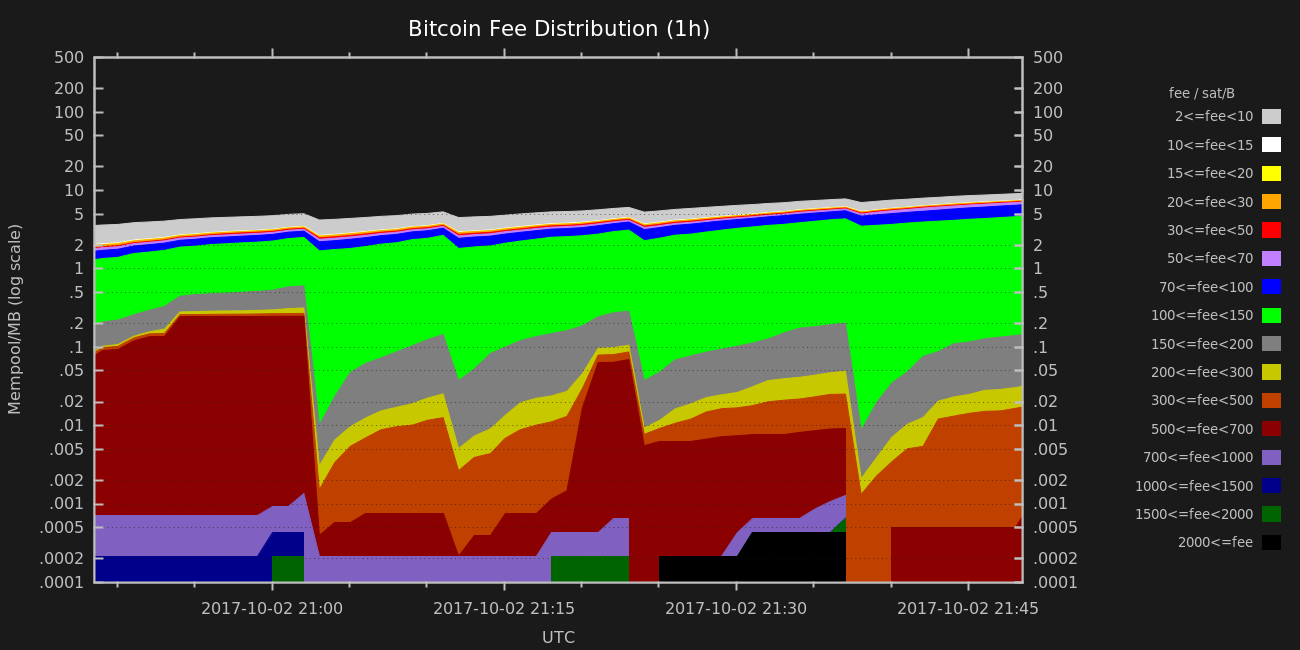 Bitcoin Fee Distribution (1h)
Mempool/MB (log scale)
500
200
100
50
20
10
5
2
1
.5
.2
.1
.05
.02
.01
.005
.002
.001
.0005
.0002
.0001
500
200
100
50
20
10
5
2
1
.5
.2
.1
.05
.02
.01
.005
.002
.001
.0005
.0002
.0001
2017-10-02 21:00
2017-10-02 21:15
2017-10-02 21:30
2017-10-02 21:45
UTC
fee / sat/B
2<=fee<10
10<=fee<15
15<=fee<20
20<=fee<30
30<=fee<50
50<=fee<70
70<=fee<100
100<=fee<150
150<=fee<200
200<=fee<300
300<=fee<500
500<=fee<700
700<=fee<1000
1000<=fee<1500
1500<=fee<2000
2000<=fee